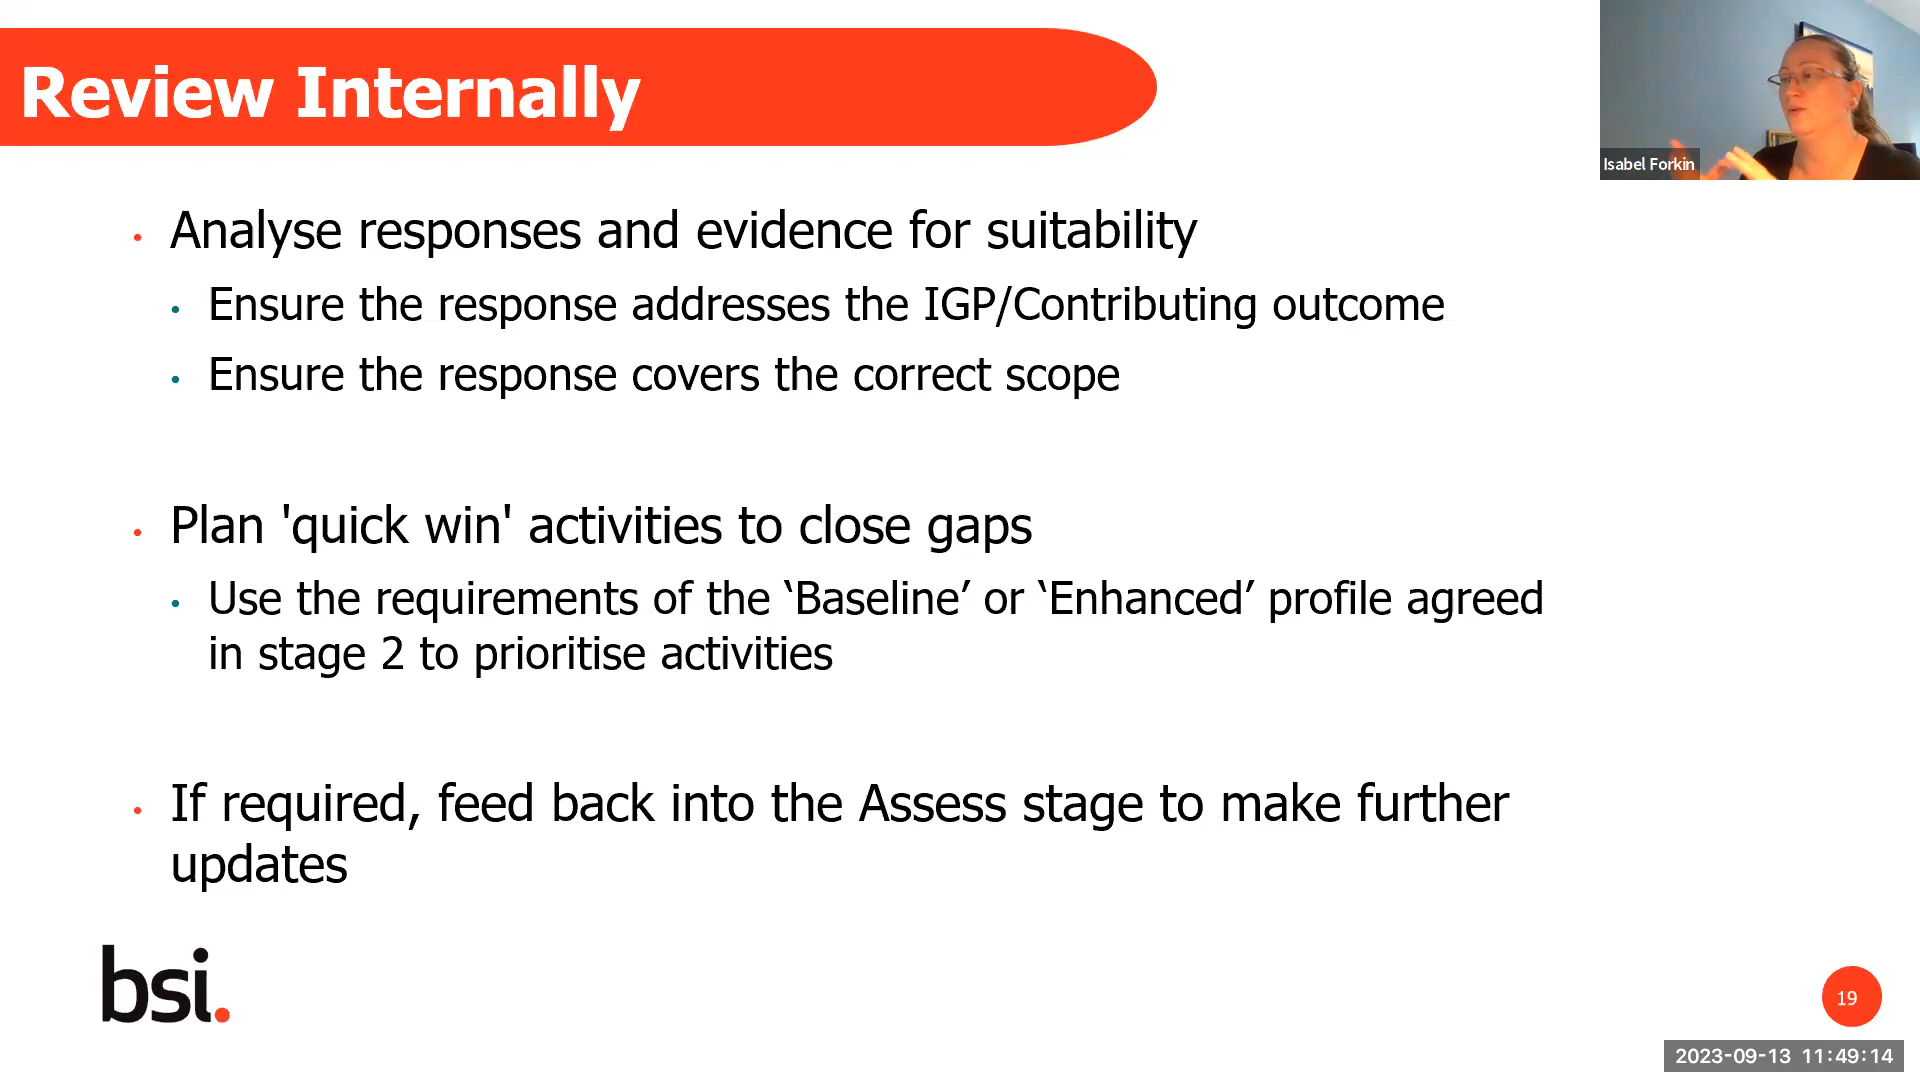 Review Internally
Isabel Forkin
• Analyse responses and evidence for suitability
• Ensure the response addresses the IGP/Contributing outcome
• Ensure the response covers the correct scope
• Plan 'quick win' activities to close gaps
• Use the requirements of the ‘Baseline’ or ‘Enhanced’ profile agreed
in stage 2 to prioritise activities
• If required, feed back into the Assess stage to make further
updates
bsi.
19
2023-09-13 11:49:14